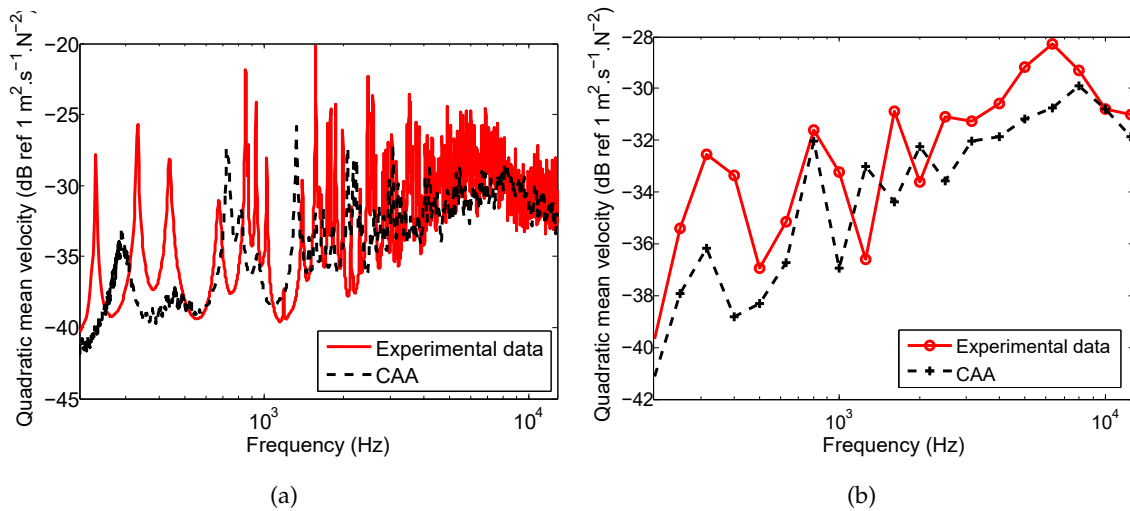 Quadratic mean velocity (dB ref 1 m².s⁻¹.N⁻²)
−20
−25
−30
−35
−40
−45
10³
10⁴
Frequency (Hz)
Experimental data
CAA
(a)
Quadratic mean velocity (dB ref 1 m².s⁻¹.N⁻²)
−28
−30
−32
−34
−36
−38
−40
−42
10³
10⁴
Frequency (Hz)
Experimental data
CAA
(b)